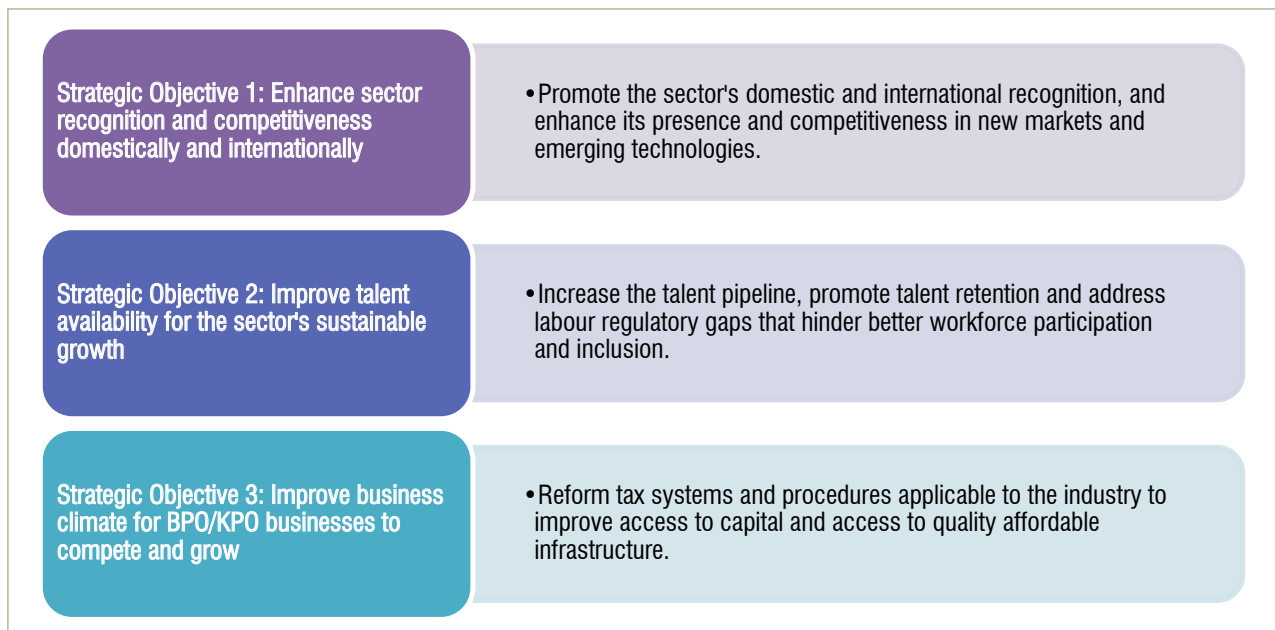 Strategic Objective 1: Enhance sector
recognition and competitiveness
domestically and internationally
•Promote the sector's domestic and international recognition, and
enhance its presence and competitiveness in new markets and
emerging technologies.
Strategic Objective 2: Improve talent
availability for the sector's sustainable
growth
•Increase the talent pipeline, promote talent retention and address
labour regulatory gaps that hinder better workforce participation
and inclusion.
Strategic Objective 3: Improve business
climate for BPO/KPO businesses to
compete and grow
•Reform tax systems and procedures applicable to the industry to
improve access to capital and access to quality affordable
infrastructure.